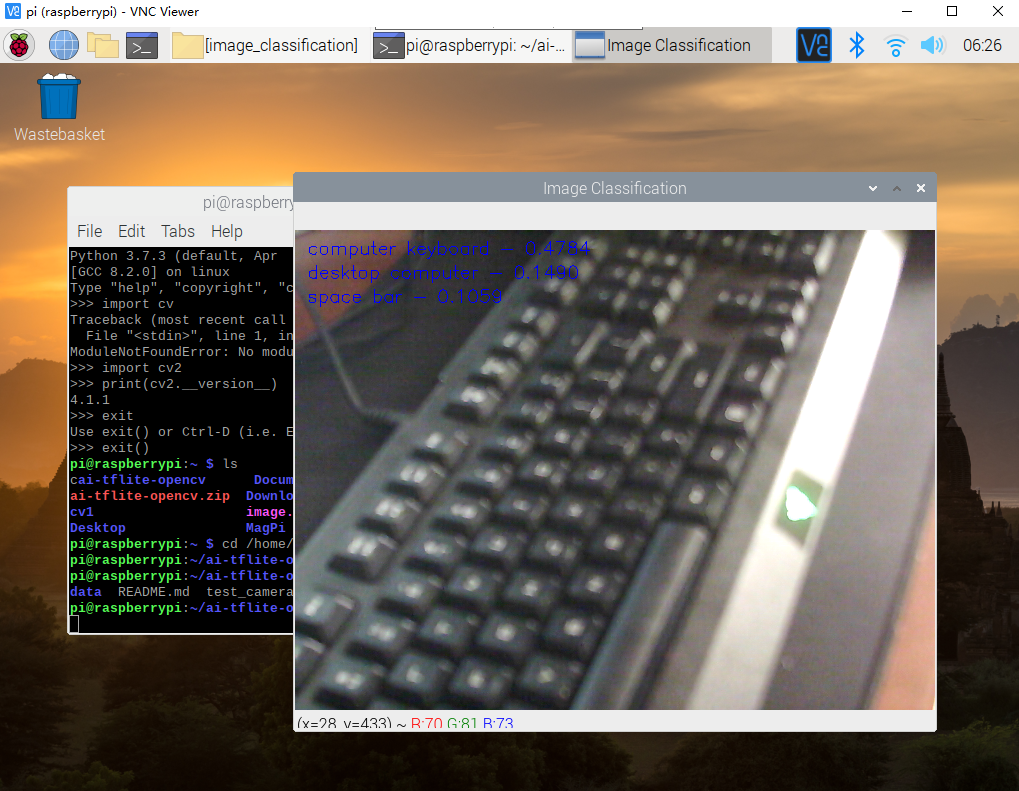 pi (raspberrypi) - VNC Viewer
[image_classification]
pi@raspberrypi: ~/ai-...
Image Classification
06:26
Wastebasket
pi@raspberry
File Edit Tabs Help
Python 3.7.3 (default, Apr
[GCC 8.2.0] on linux
Type "help", "copyright", "c
>>> import cv
Traceback (most recent call
File "<stdin>", line 1, in
ModuleNotFoundError: No modu
>>> import cv2
>>> print(cv2.__version__)
4.1.1
>>> exit
Use exit() or Ctrl-D (i.e. E
>>> exit()
pi@raspberrypi:~ $ ls
cai-tflite-opencv Docum
ai-tflite-opencv.zip Downlo
cv1 image.
Desktop MagPi
pi@raspberrypi:~ $ cd /home/
pi@raspberrypi:~/ai-tflite-o
pi@raspberrypi:~/ai-tflite-o
data README.md test_camera
pi@raspberrypi:~/ai-tflite-o
Image Classification
computer keyboard - 0.4784
desktop computer - 0.1490
space bar - 0.1059
(x=28, y=433) ~ R:70 G:81 B:73